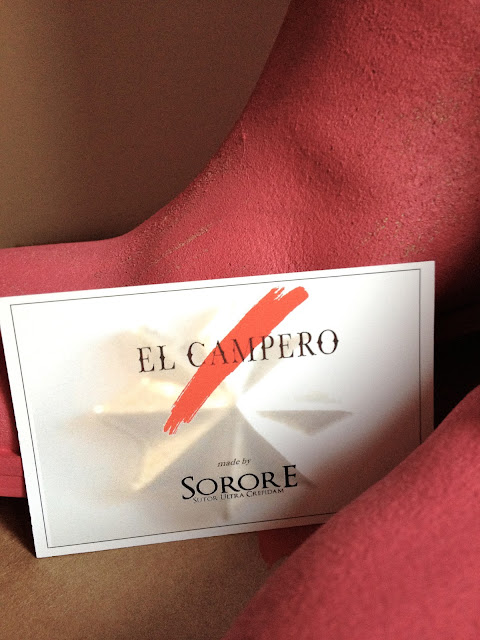 EL CAMPERO
made by
SORORE
SUTOR ULTRA CREPIDAM